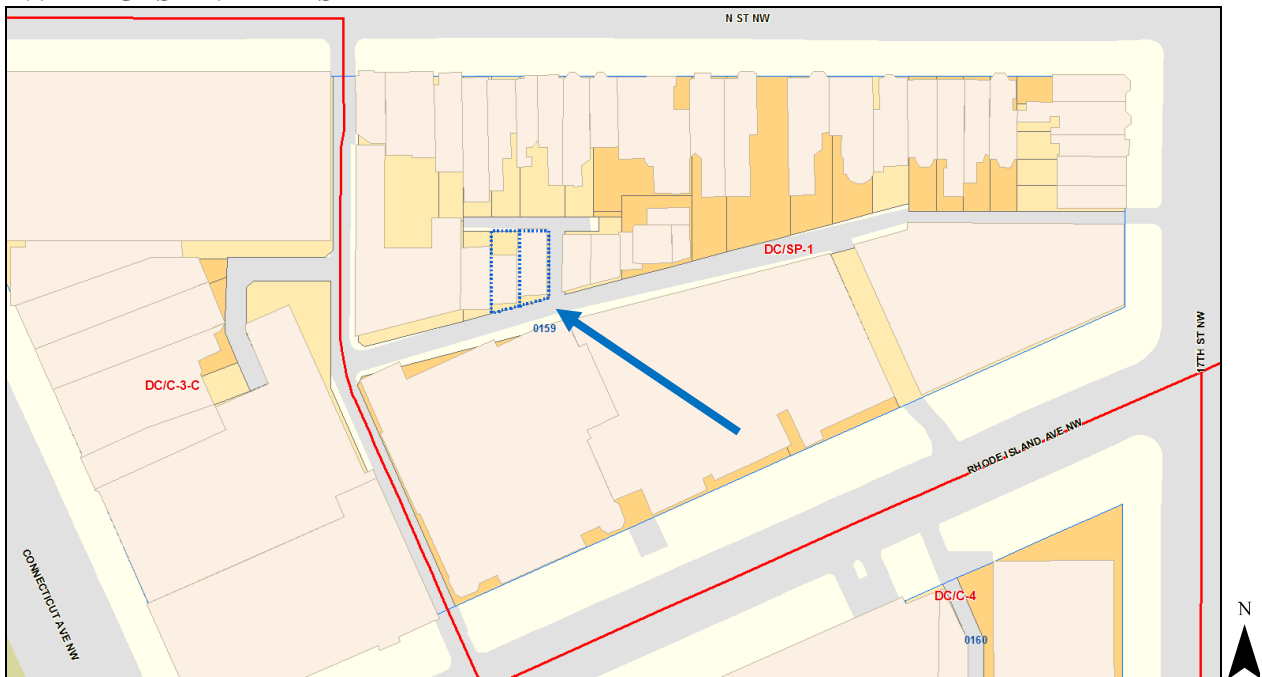 N ST NW
DC/SP-1
0159
17TH ST NW
DC/C-3-C
RHODE ISLAND AVE NW
CONNECTICUT AVE NW
DC/C-4
N
0160